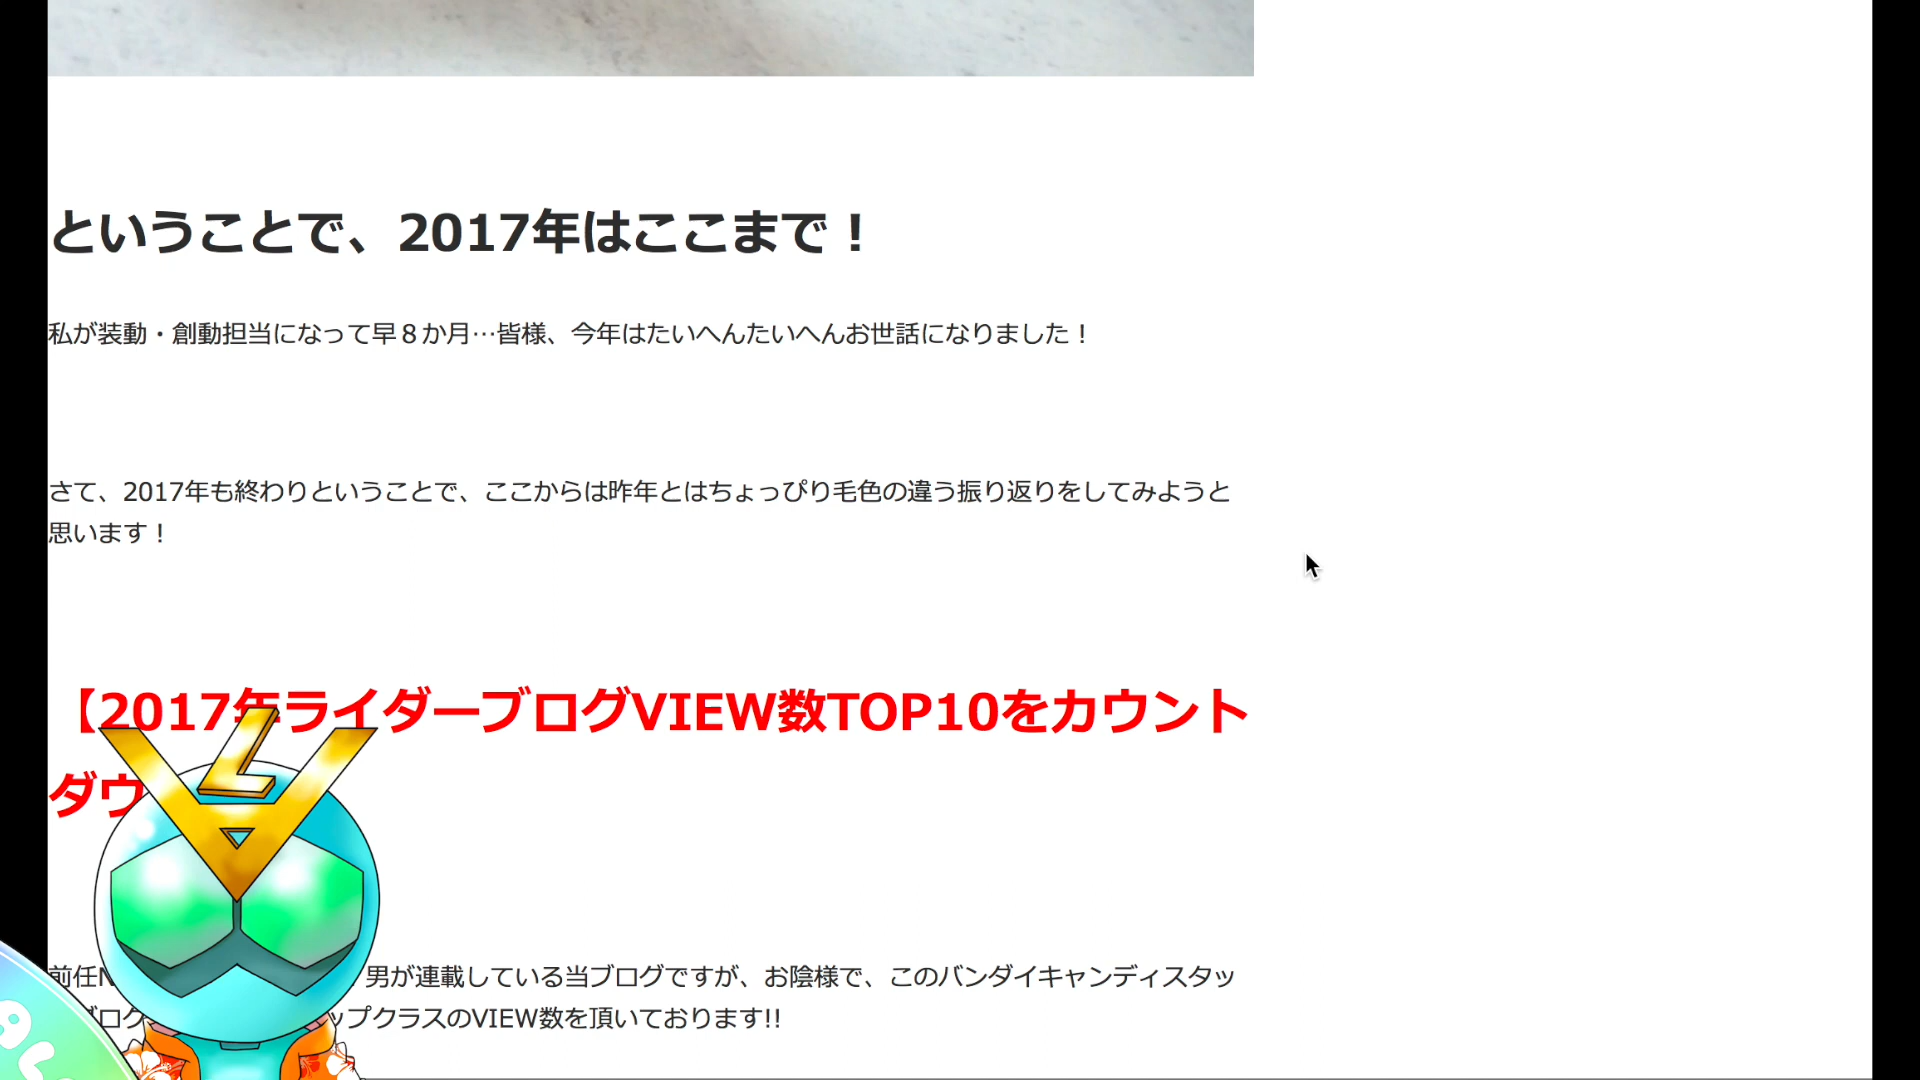 ということで、2017年はここまで！
私が装動・創動担当になって早８か月…皆様、今年はたいへんたいへんお世話になりました！
さて、2017年も終わりということで、ここからは昨年とはちょっぴり毛色の違う振り返りをしてみようと
思います！
【2017年ライダーブログVIEW数TOP10をカウント
ダウ
前任 男が連載している当ブログですが、お陰様で、このバンダイキャンディスタッ
ブログ ップクラスのVIEW数を頂いております!!